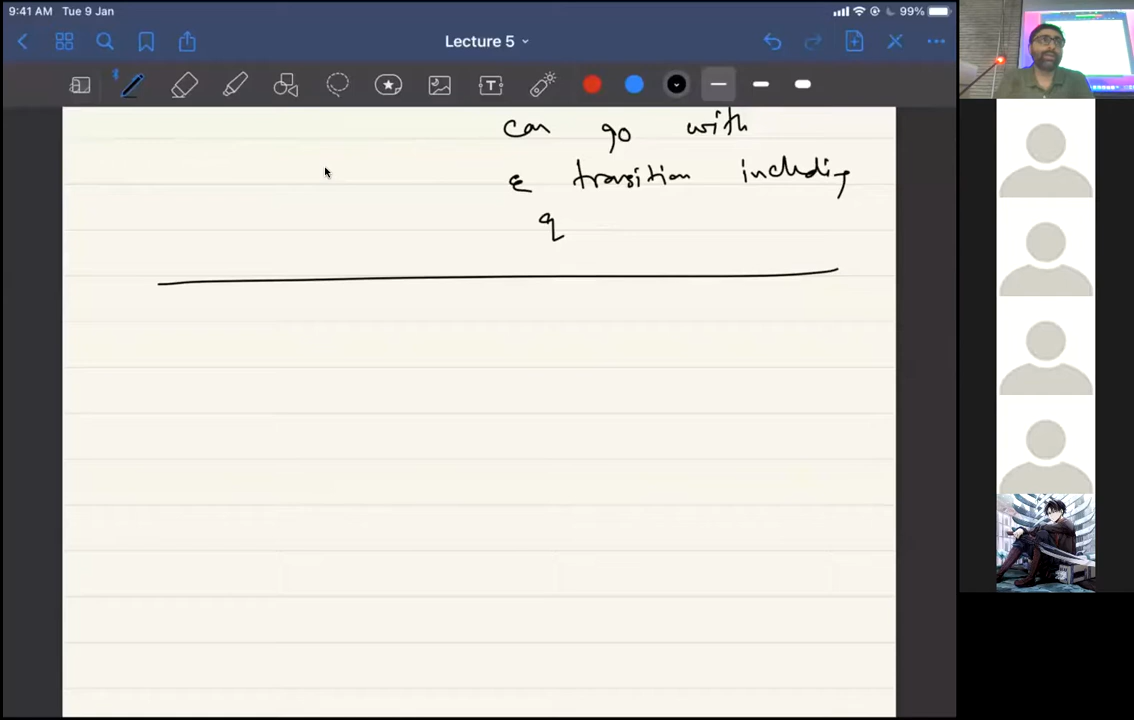 9:41 AM Tue 9 Jan
99%
Lecture 5
T
can go with
ε transition including
q